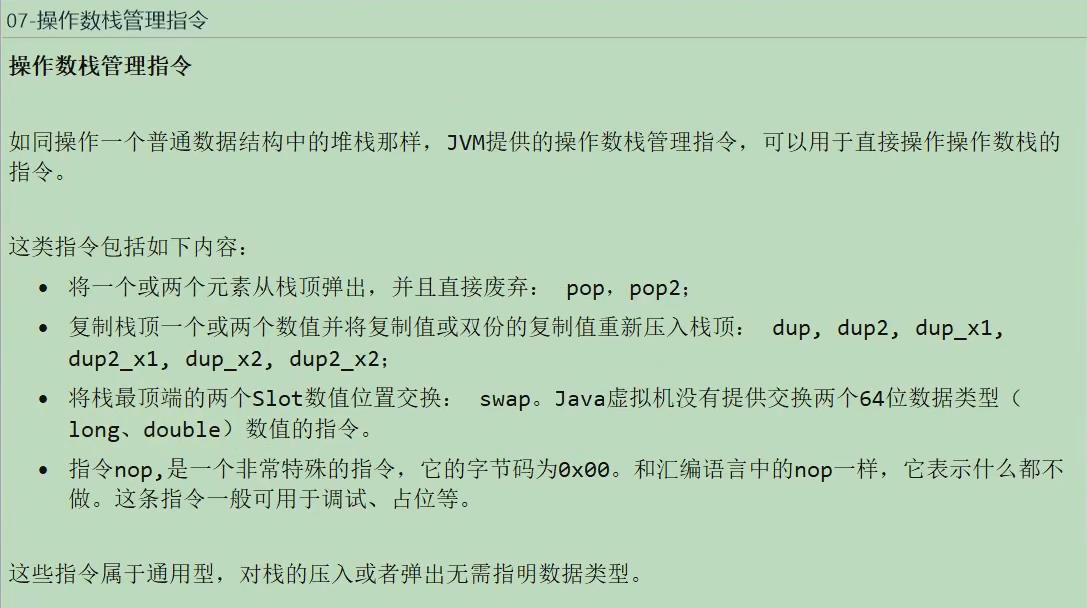 07-操作数栈管理指令
操作数栈管理指令
如同操作一个普通数据结构中的堆栈那样，JVM提供的操作数栈管理指令，可以用于直接操作操作数栈的
指令。
这类指令包括如下内容：
• 将一个或两个元素从栈顶弹出，并且直接废弃： pop，pop2；
• 复制栈顶一个或两个数值并将复制值或双份的复制值重新压入栈顶： dup, dup2, dup_x1,
dup2_x1, dup_x2, dup2_x2；
• 将栈最顶端的两个Slot数值位置交换： swap。Java虚拟机没有提供交换两个64位数据类型（
long、double）数值的指令。
• 指令nop,是一个非常特殊的指令，它的字节码为0x00。和汇编语言中的nop一样，它表示什么都不
做。这条指令一般可用于调试、占位等。
这些指令属于通用型，对栈的压入或者弹出无需指明数据类型。